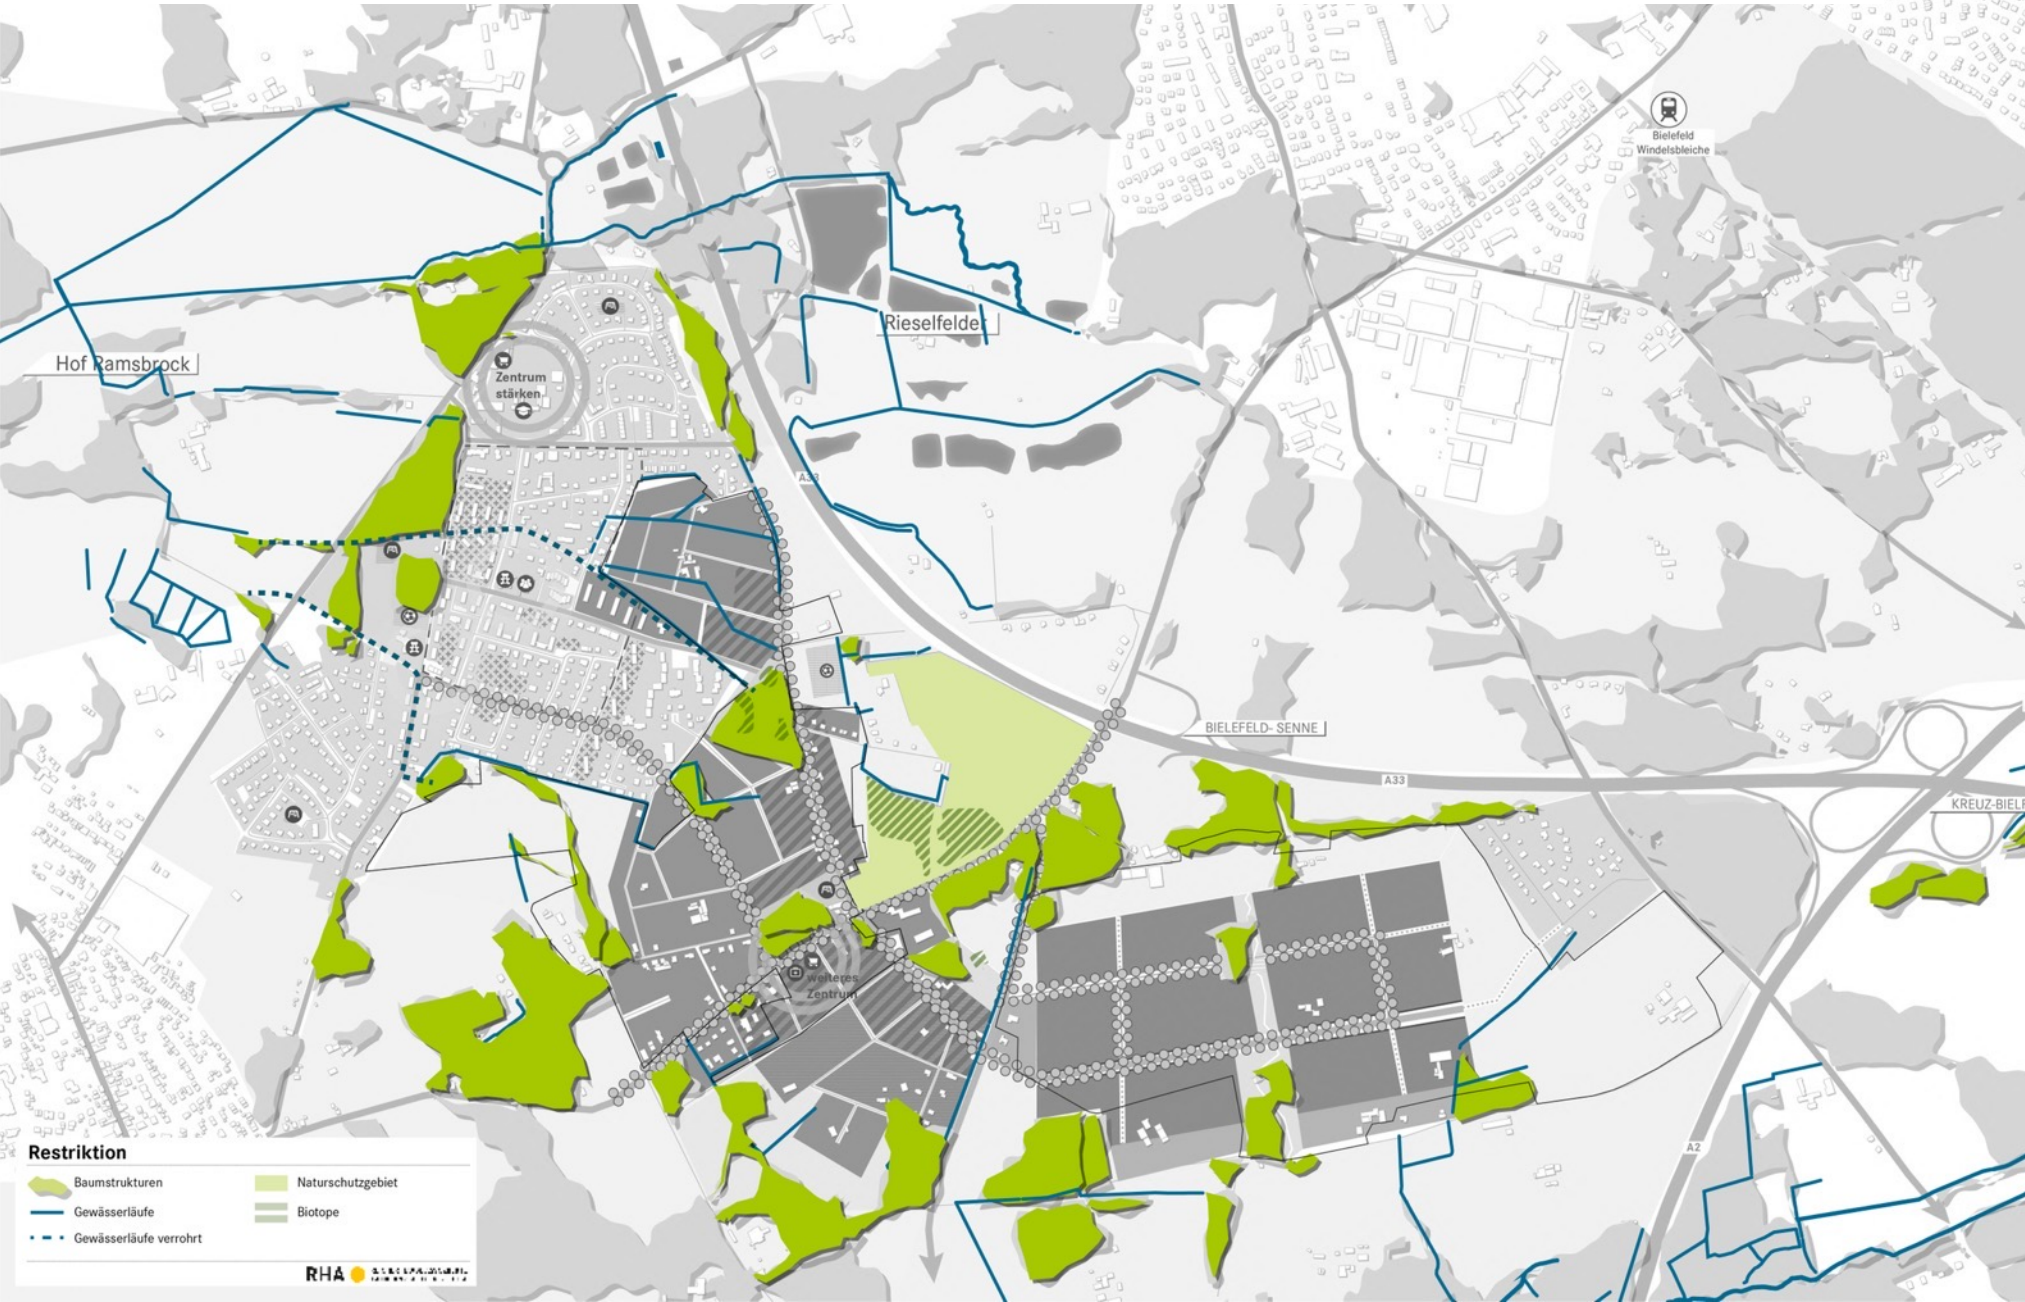 Bielefeld
Windelsbleiche
Rieselfelder
Hof Ramsbrock
Zentrum
stärken
A33
BIELEFELD- SENNE
A33
KREUZ-BIELF
weiteres
Zentrum
A2
Restriktion
Baumstrukturen
Naturschutzgebiet
Gewässerläufe
Biotope
Gewässerläufe verrohrt
RHA